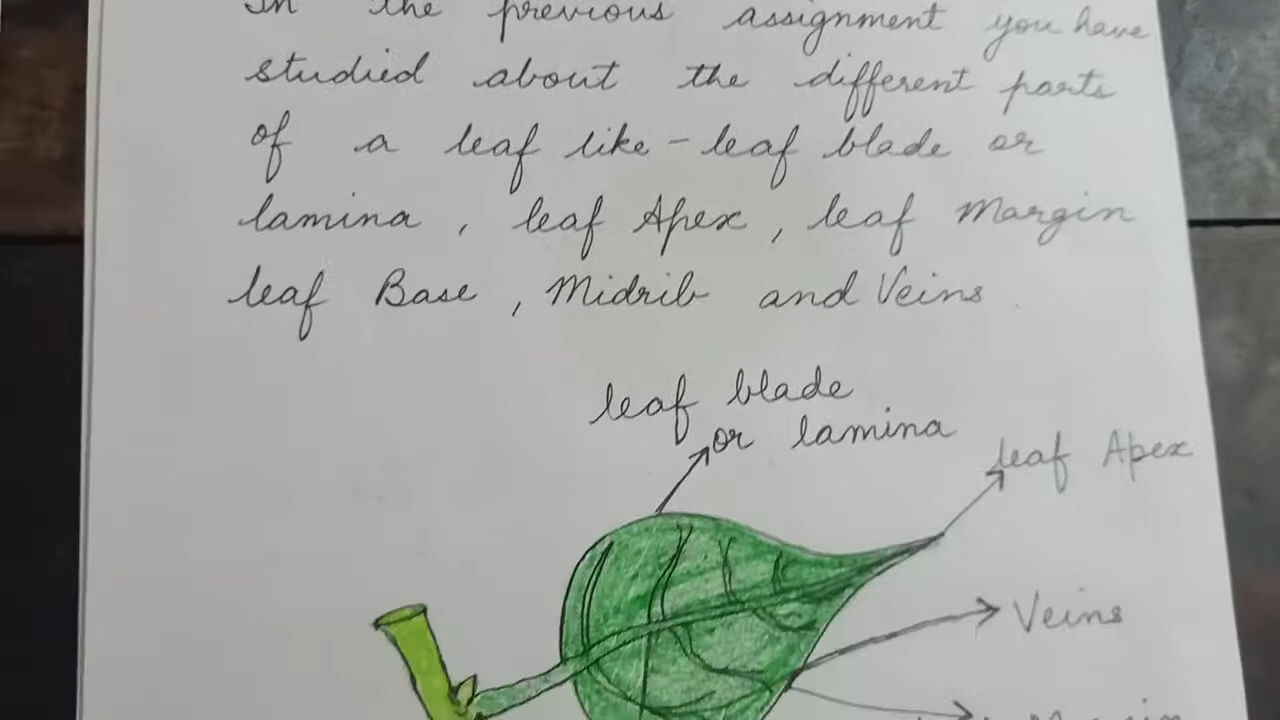 In the previous assignment you have
studied about the different parts
of a leaf like - leaf blade or
lamina , leaf Apex , leaf Margin
leaf Base , Midrib and Veins
leaf blade
or lamina
leaf Apex
Veins